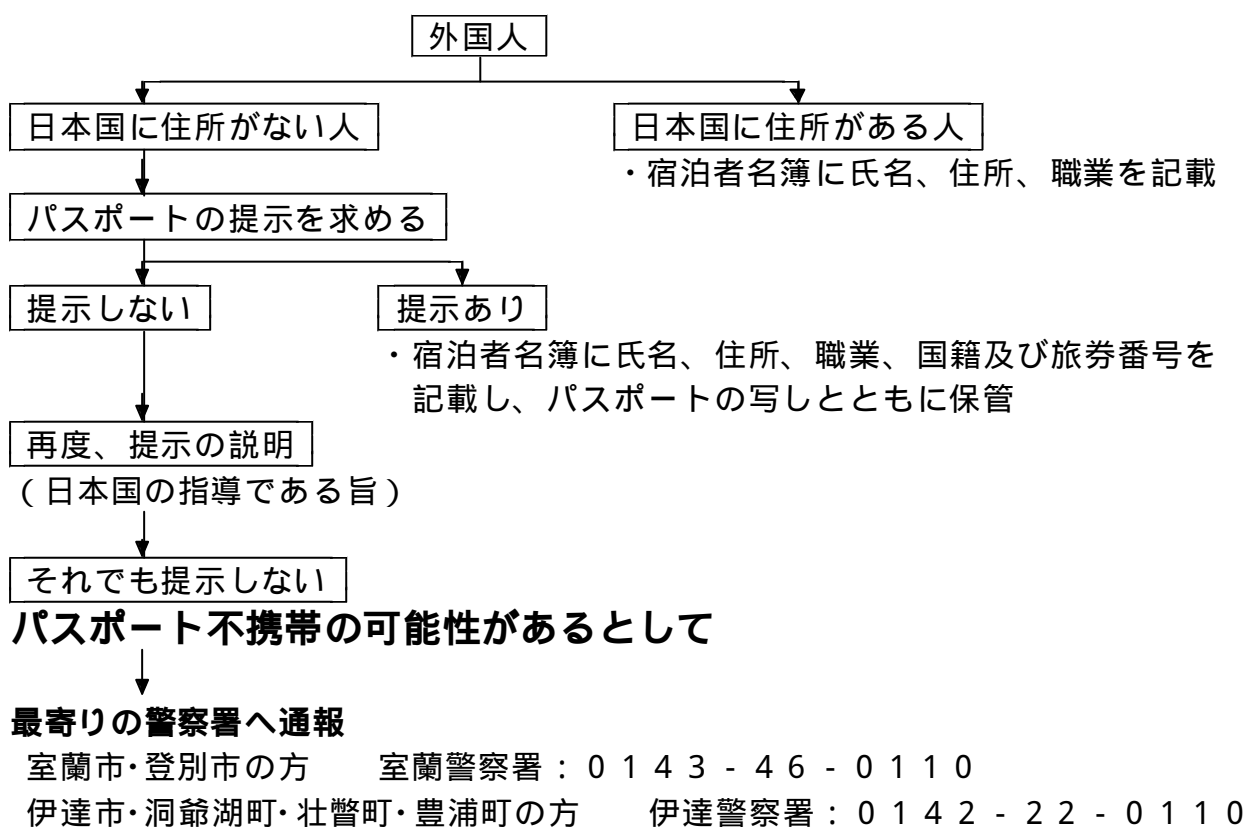 外国人
日本国に住所がない人
日本国に住所がある人
・宿泊者名簿に氏名、住所、職業を記載
パスポートの提示を求める
提示しない
提示あり
・宿泊者名簿に氏名、住所、職業、国籍及び旅券番号を
記載し、パスポートの写しとともに保管
再度、提示の説明
(日本国の指導である旨)
それでも提示しない
パスポート不携帯の可能性があるとして
最寄りの警察署へ通報
室蘭市・登別市の方 室蘭警察署:0143-46-0110
伊達市・洞爺湖町・壮瞥町・豊浦町の方 伊達警察署:0142-22-0110